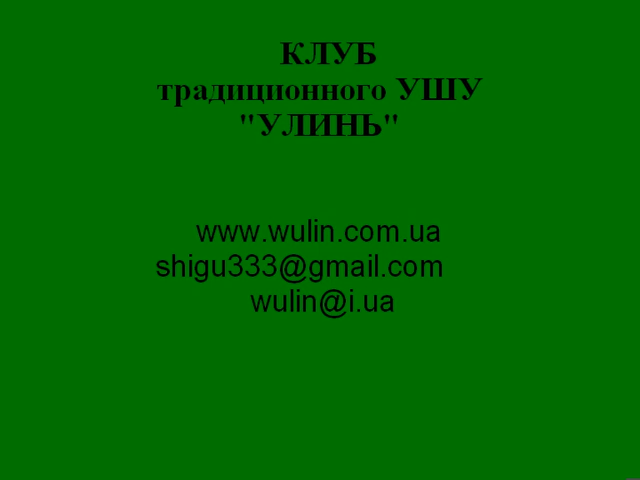 КЛУБ
традиционного УШУ
"УЛИНЬ"
www.wulin.com.ua
shigu333@gmail.com
wulin@i.ua